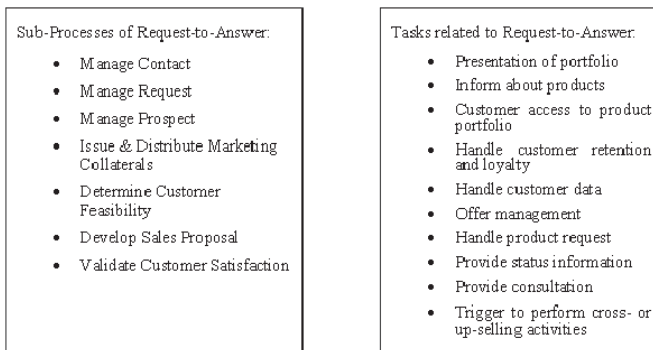 Sub-Processes of Request-to-Answer:
• Manage Contact
• Manage Request
• Manage Prospect
• Issue & Distribute Marketing
Collaterals
• Determine Customer
Feasibility
• Develop Sales Proposal
• Validate Customer Satisfaction
Tasks related to Request-to-Answer:
• Presentation of portfolio
• Inform about products
• Customer access to product
portfolio
• Handle customer retention
and loyalty
• Handle customer data
• Offer management
• Handle product request
• Provide status information
• Provide consultation
• Trigger to perform cross- or
up-selling activities